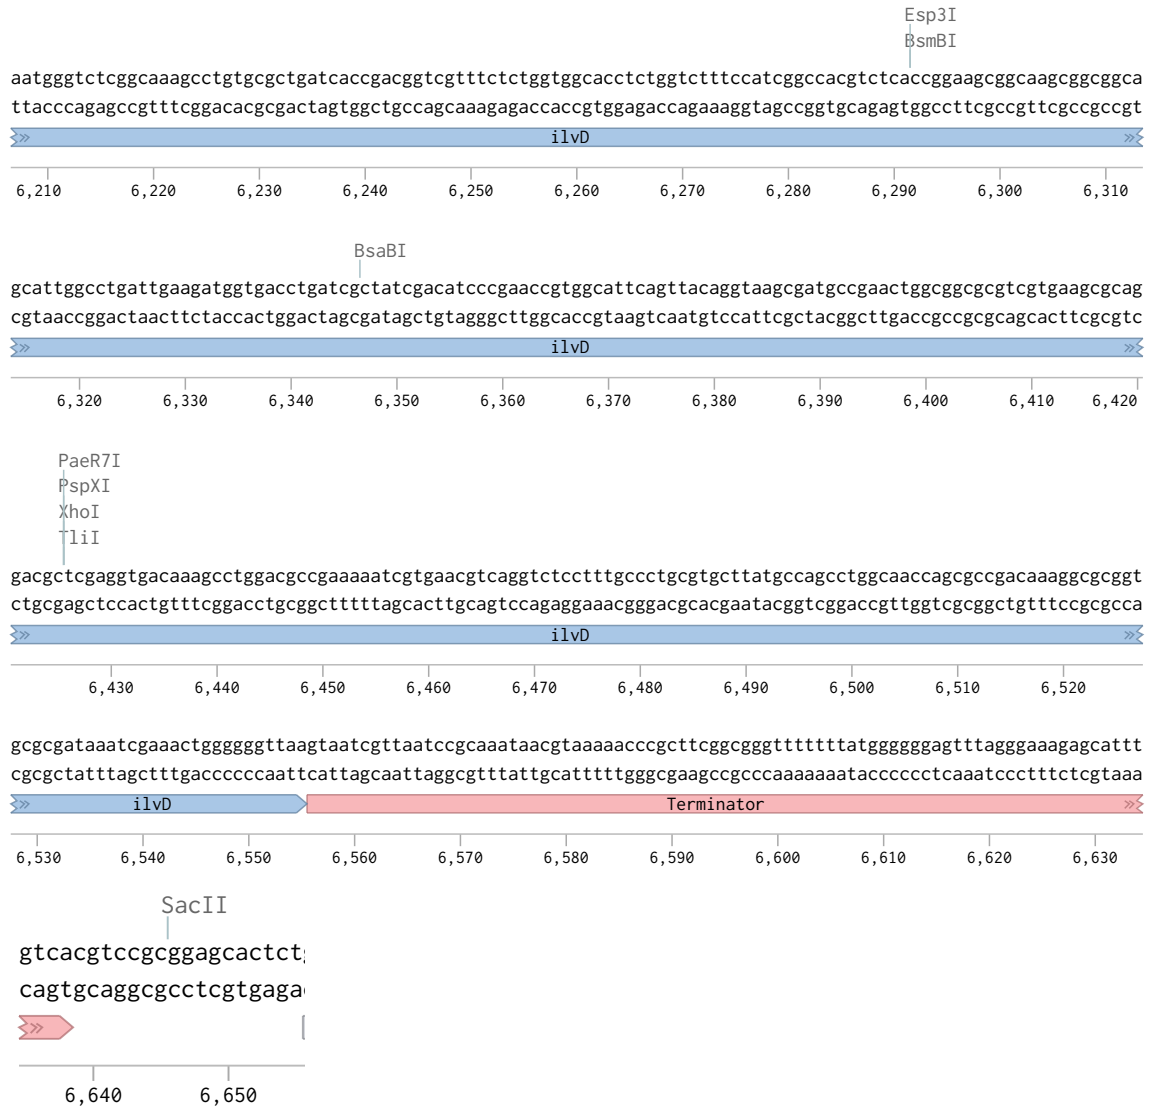 Esp3I
BsmBI
aatgggtctcggcaaagcctgtgcgctgatcaccgacggtcgtttctctggtggcacctctggtctttccatcggccacgtctcaccggaagcggcaagcggcggca
ttacccagagccgtttcggacacgcgactagtggctgccagcaaagagaccaccgtggagaccagaaaggtagccggtgcagagtggccttcgccgttcgccgccgt
ilvD
6,210 6,220 6,230 6,240 6,250 6,260 6,270 6,280 6,290 6,300 6,310
BsaBI
gcattggcctgattgaagatggtgacctgatcgctatcgacatcccgaaccgtggcattcagttacaggtaagcgatgccgaactggcggcgcgtcgtgaagcgcag
cgtaaccggactaacttctaccactggactagcgatagctgtagggcttggcaccgtaagtcaatgtccattcgctacggcttgaccgccgcgcagcacttcgcgtc
ilvD
6,320 6,330 6,340 6,350 6,360 6,370 6,380 6,390 6,400 6,410 6,420
PaeR7I
PspXI
XhoI
TliI
gacgctcgaggtgacaaagcctggacgccgaaaaatcgtgaacgtcaggtctcctttgccctgcgtgcttatgccagcctggcaaccagcgccgacaaaggcgcggt
ctgcgagctccactgtttcggacctgcggctttttagcacttgcagtccagaggaaacgggacgcacgaatacggtcggaccgttggtcgcggctgtttccgcgcca
ilvD
6,430 6,440 6,450 6,460 6,470 6,480 6,490 6,500 6,510 6,520
gcgcgataaatcgaaactggggggttaagtaatcgttaatccgcaaataacgtaaaaacccgcttcggcgggtttttttatggggggagtttagggaaagagcattt
cgcgctatttagctttgaccccccaattcattagcaattaggcgtttattgcatttttgggcgaagccgcccaaaaaaatacccccctcaaatccctttctcgtaaa
ilvD Terminator
6,530 6,540 6,550 6,560 6,570 6,580 6,590 6,600 6,610 6,620 6,630
SacII
gtcacgtccgcggagcactct
cagtgcaggcgcctcgtgaga
6,640 6,650